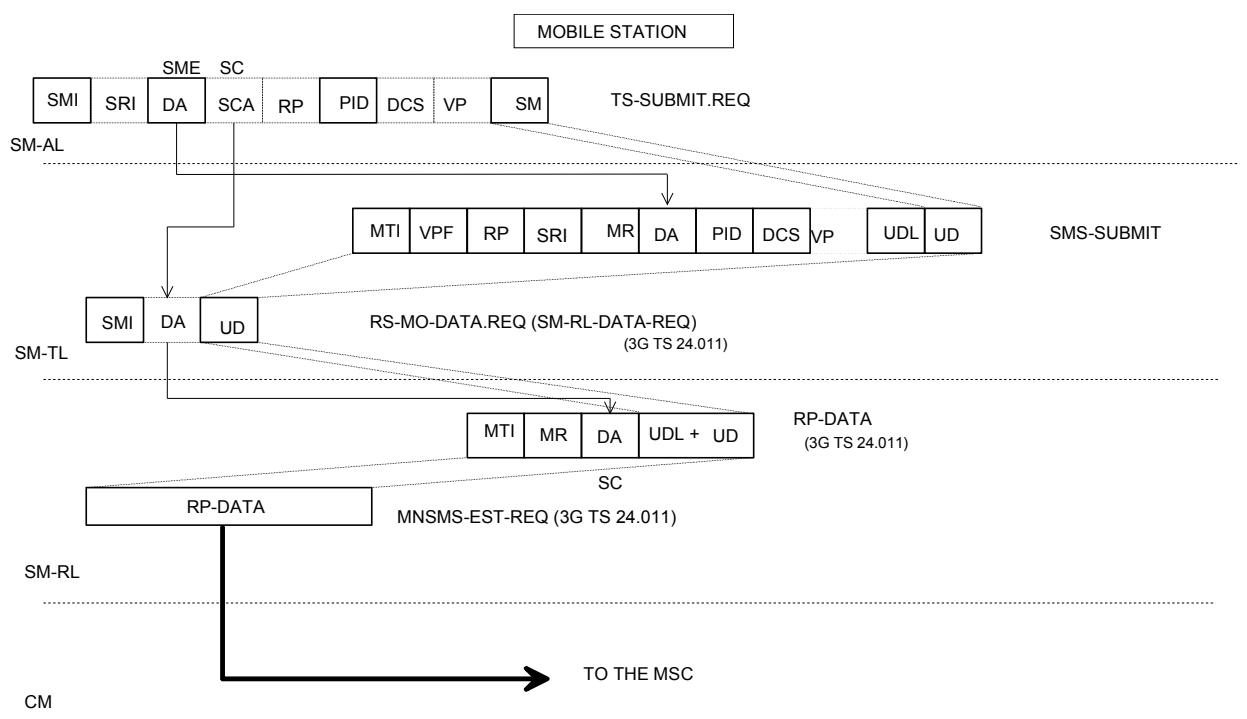 MOBILE STATION
SME SC
SMI SRI DA SCA RP PID DCS VP SM TS-SUBMIT.REQ
SM-AL
MTI VPF RP SRI MR DA PID DCS VP UDL UD SMS-SUBMIT
SMI DA UD RS-MO-DATA.REQ (SM-RL-DATA-REQ)
(3G TS 24.011)
SM-TL
MTI MR DA UDL + UD RP-DATA
(3G TS 24.011)
SC
RP-DATA MNSMS-EST-REQ (3G TS 24.011)
SM-RL
TO THE MSC
CM